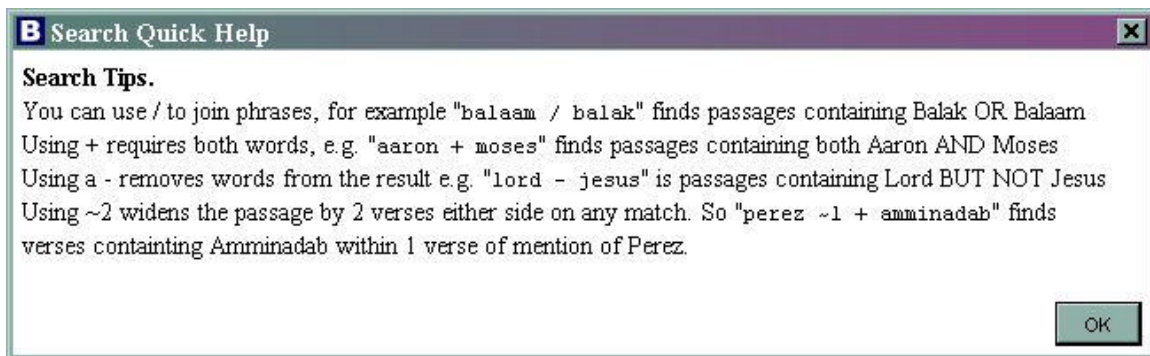 B Search Quick Help
Search Tips.
You can use / to join phrases, for example "balaam / balak" finds passages containing Balak OR Balaam
Using + requires both words, e.g. "aaron + moses" finds passages containing both Aaron AND Moses
Using a - removes words from the result e.g. "lord - jesus" is passages containing Lord BUT NOT Jesus
Using ~2 widens the passage by 2 verses either side on any match. So "perez ~1 + amminadab" finds
verses containting Amminadab within 1 verse of mention of Perez.
OK